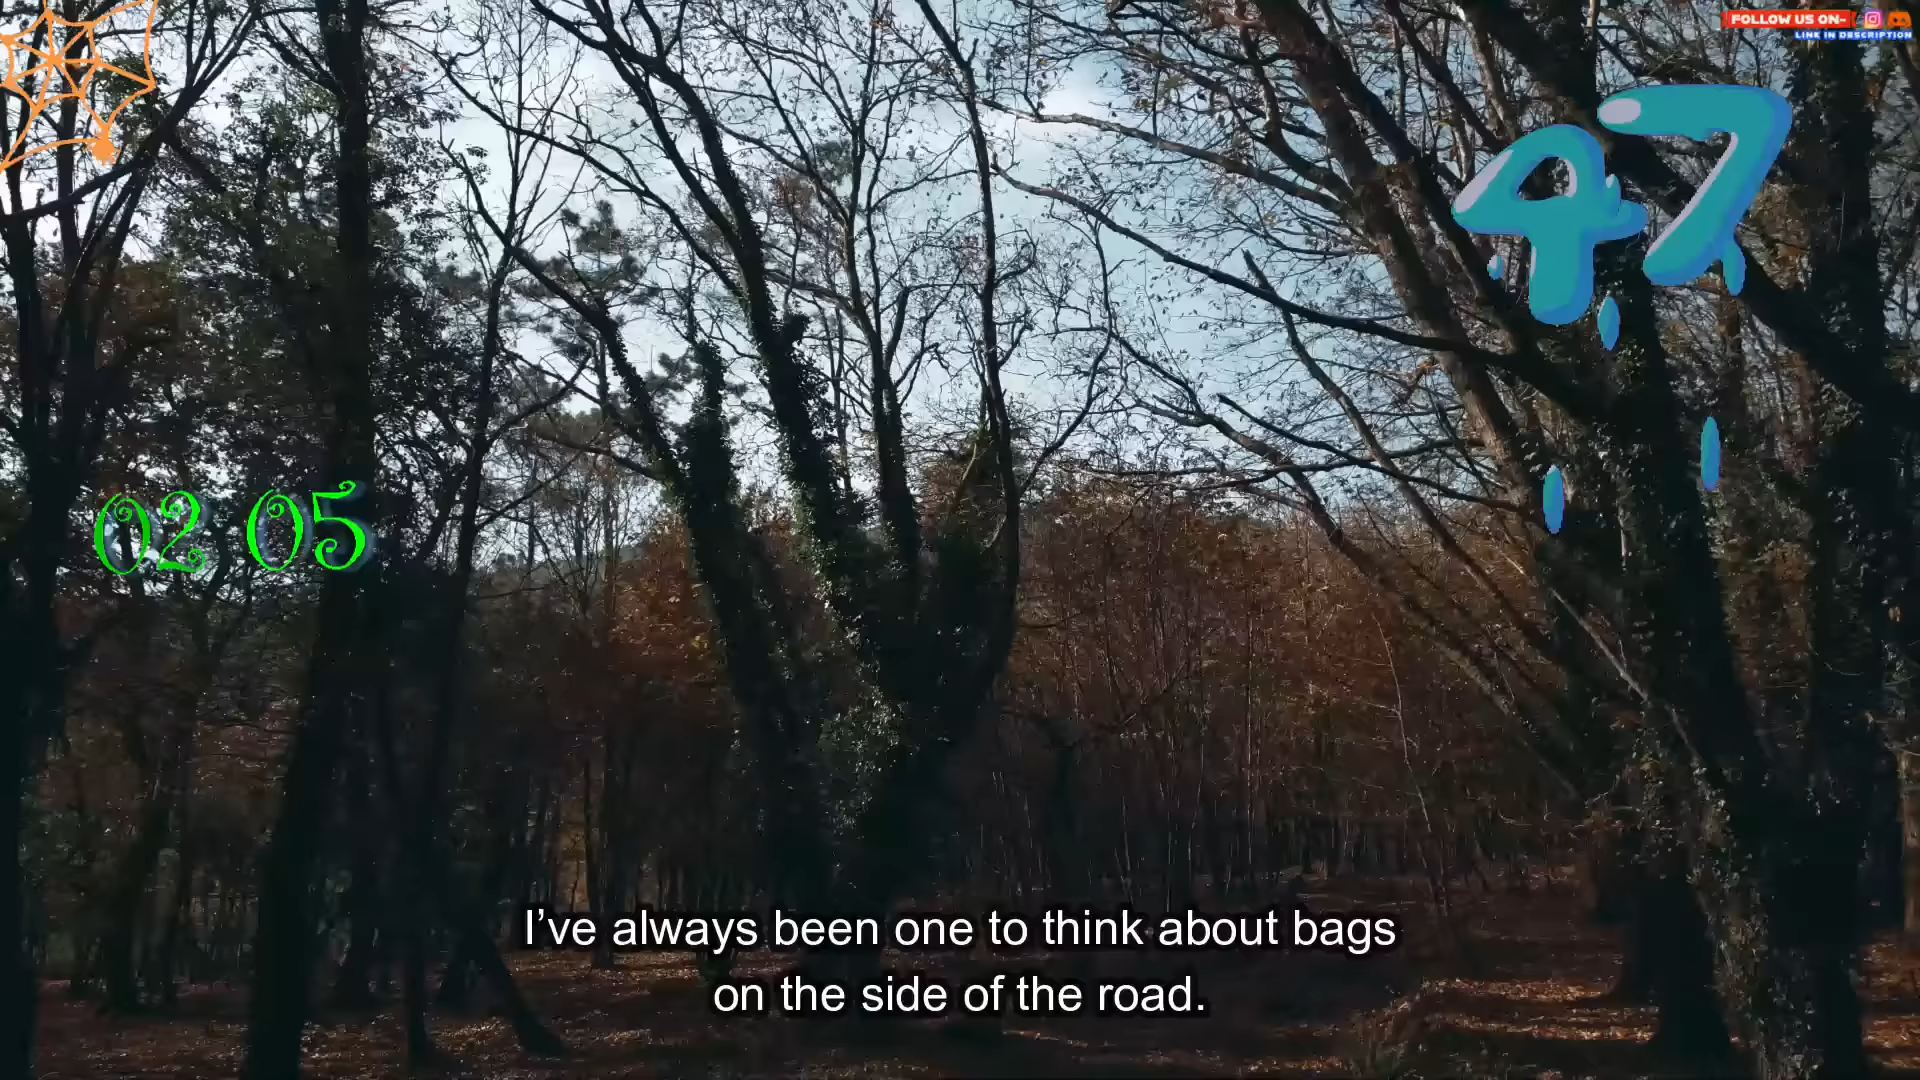 FOLLOW US ON-
LINK IN DESCRIPTION
47
02 05
I've always been one to think about bags
on the side of the road.